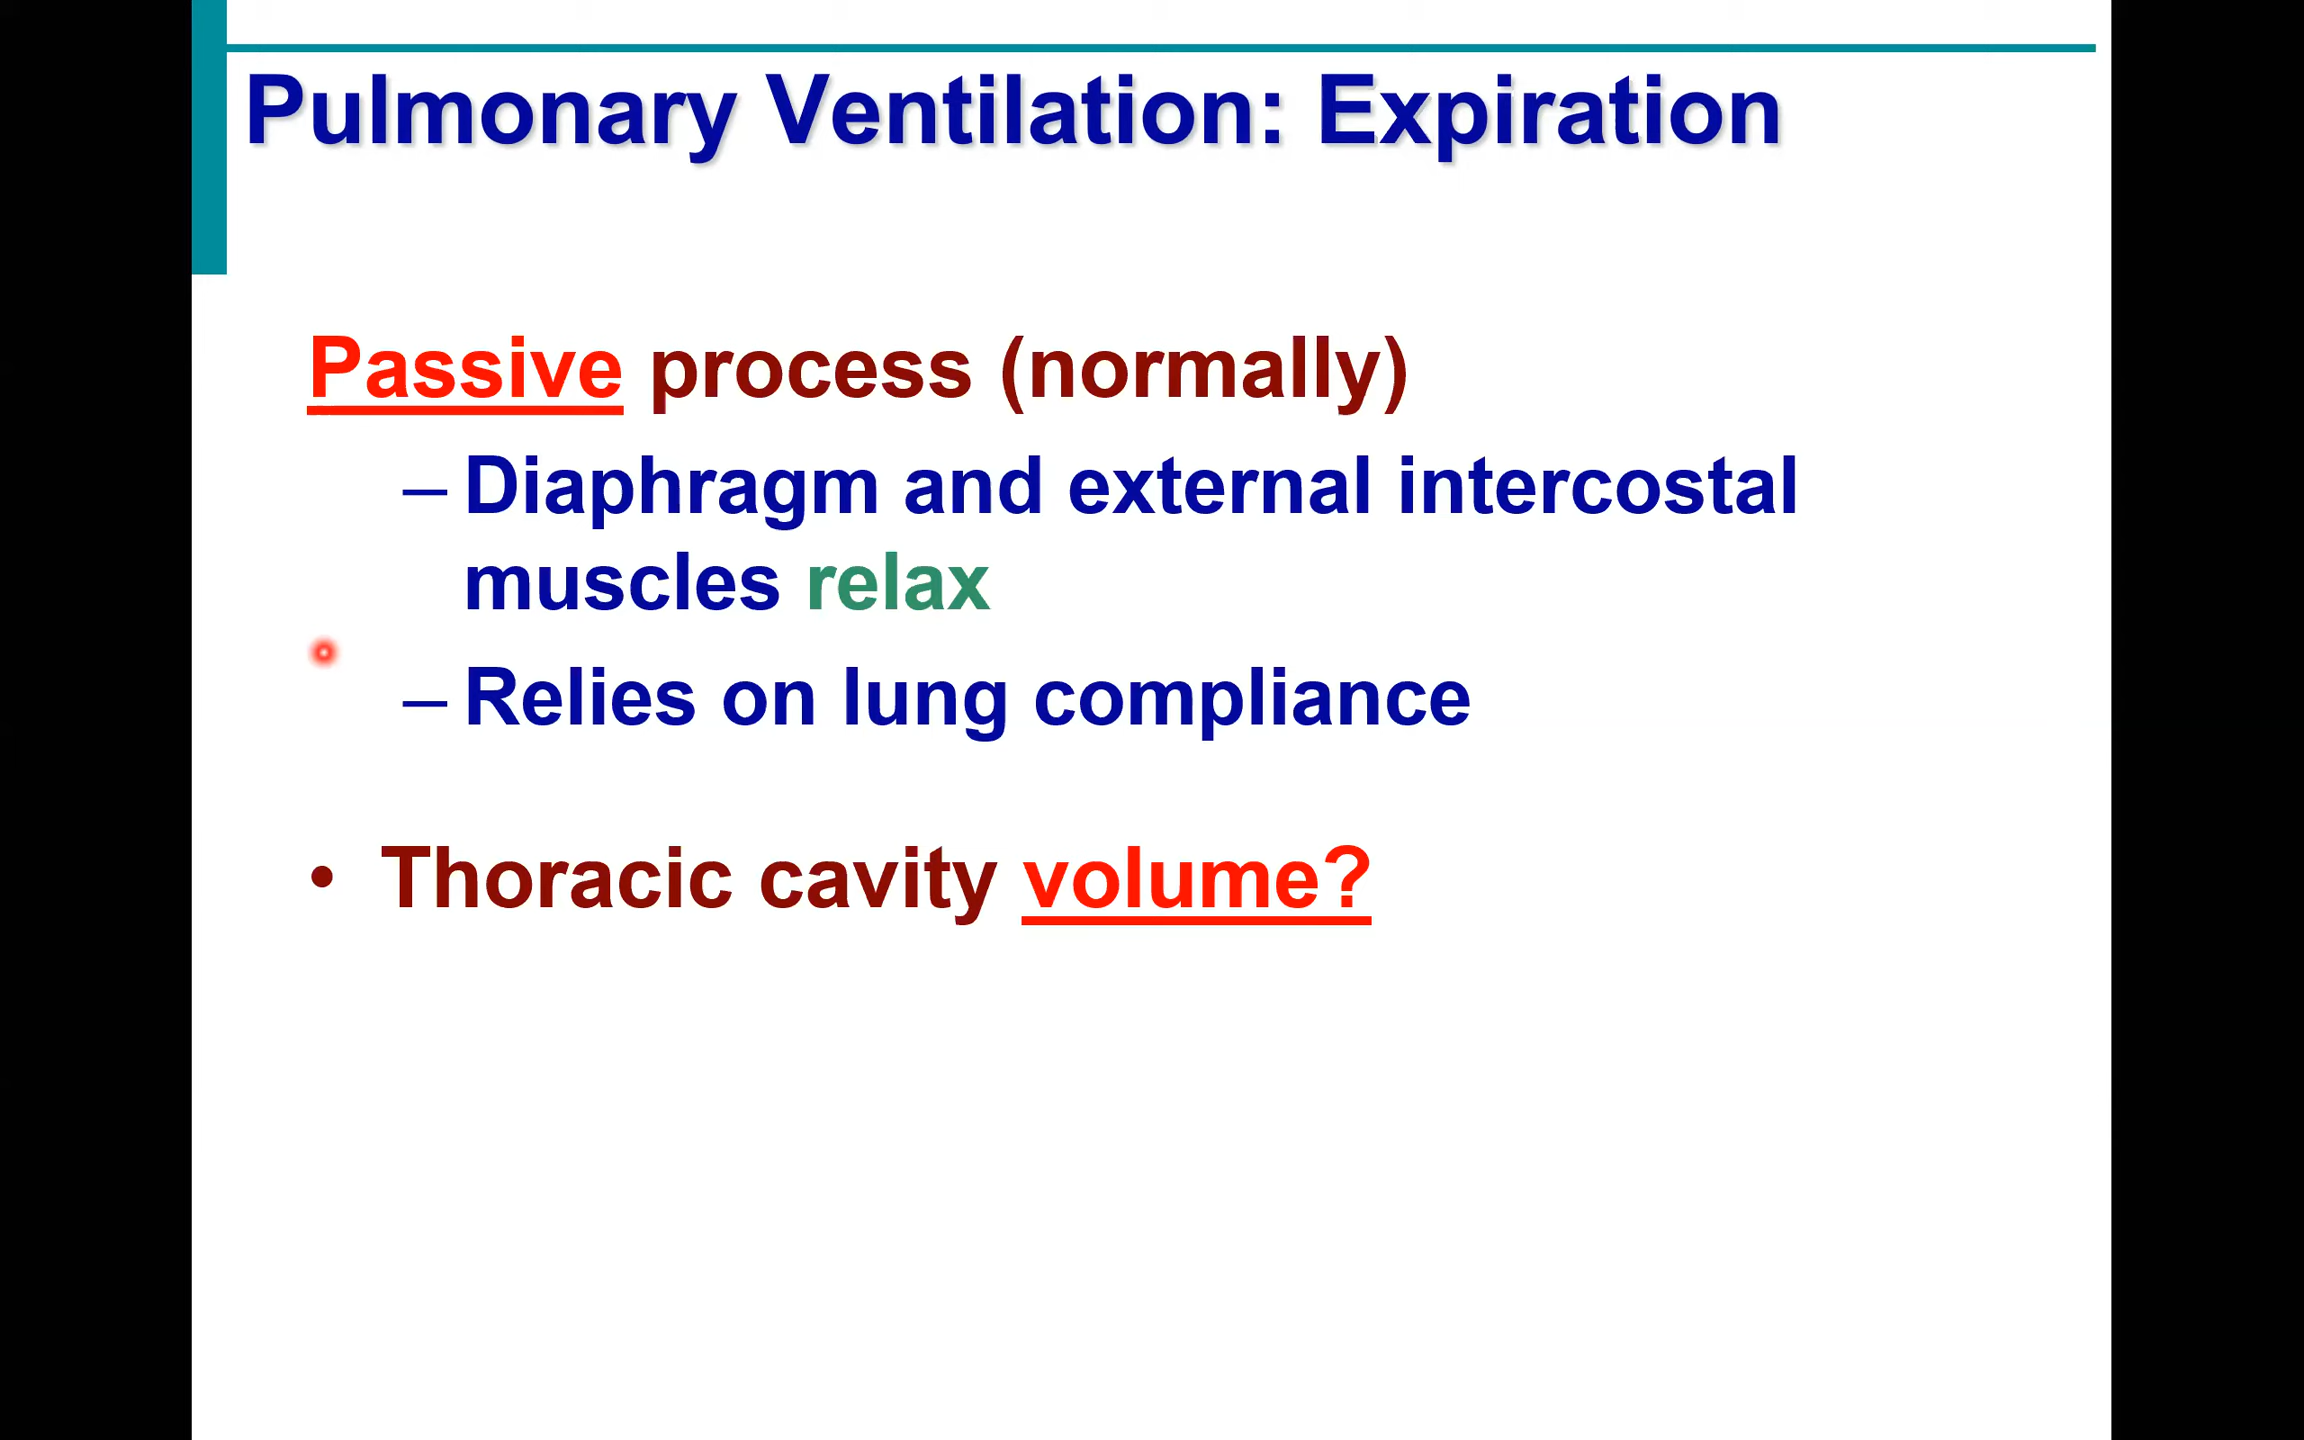 Pulmonary Ventilation: Expiration
Passive process (normally)
– Diaphragm and external intercostal
muscles relax
– Relies on lung compliance
• Thoracic cavity volume?